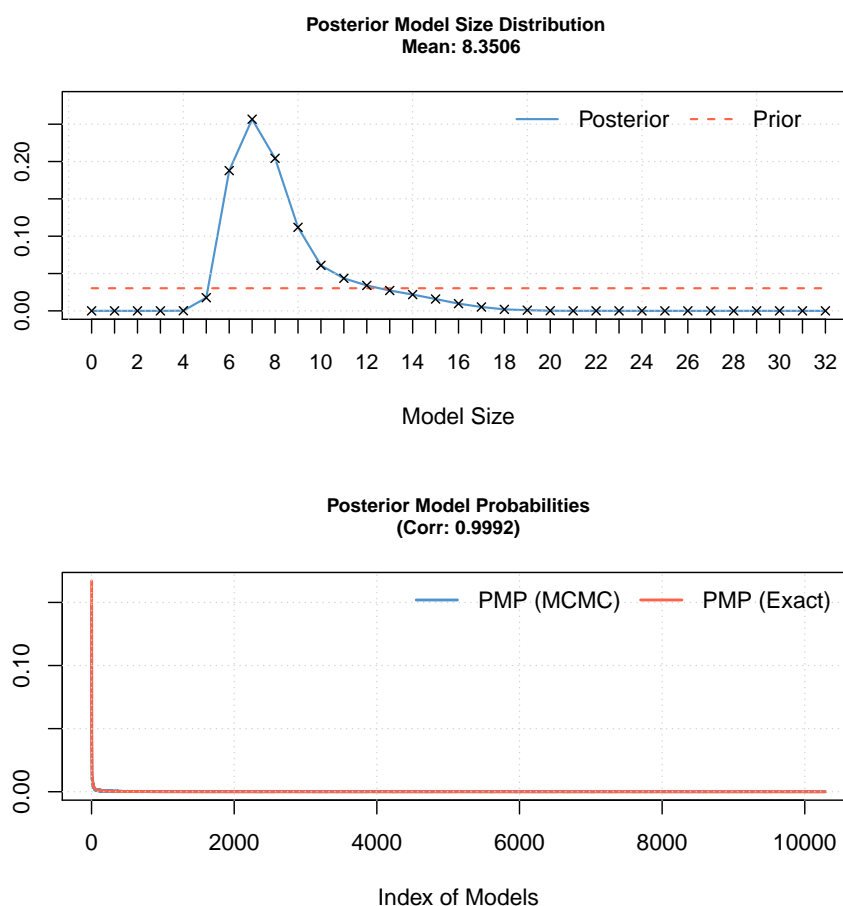 Posterior Model Size Distribution
Mean: 8.3506
Posterior Prior
0.20
0.10
0.00
0 2 4 6 8 10 12 14 16 18 20 22 24 26 28 30 32
Model Size
Posterior Model Probabilities
(Corr: 0.9992)
PMP (MCMC) PMP (Exact)
0.10
0.00
0 2000 4000 6000 8000 10000
Index of Models